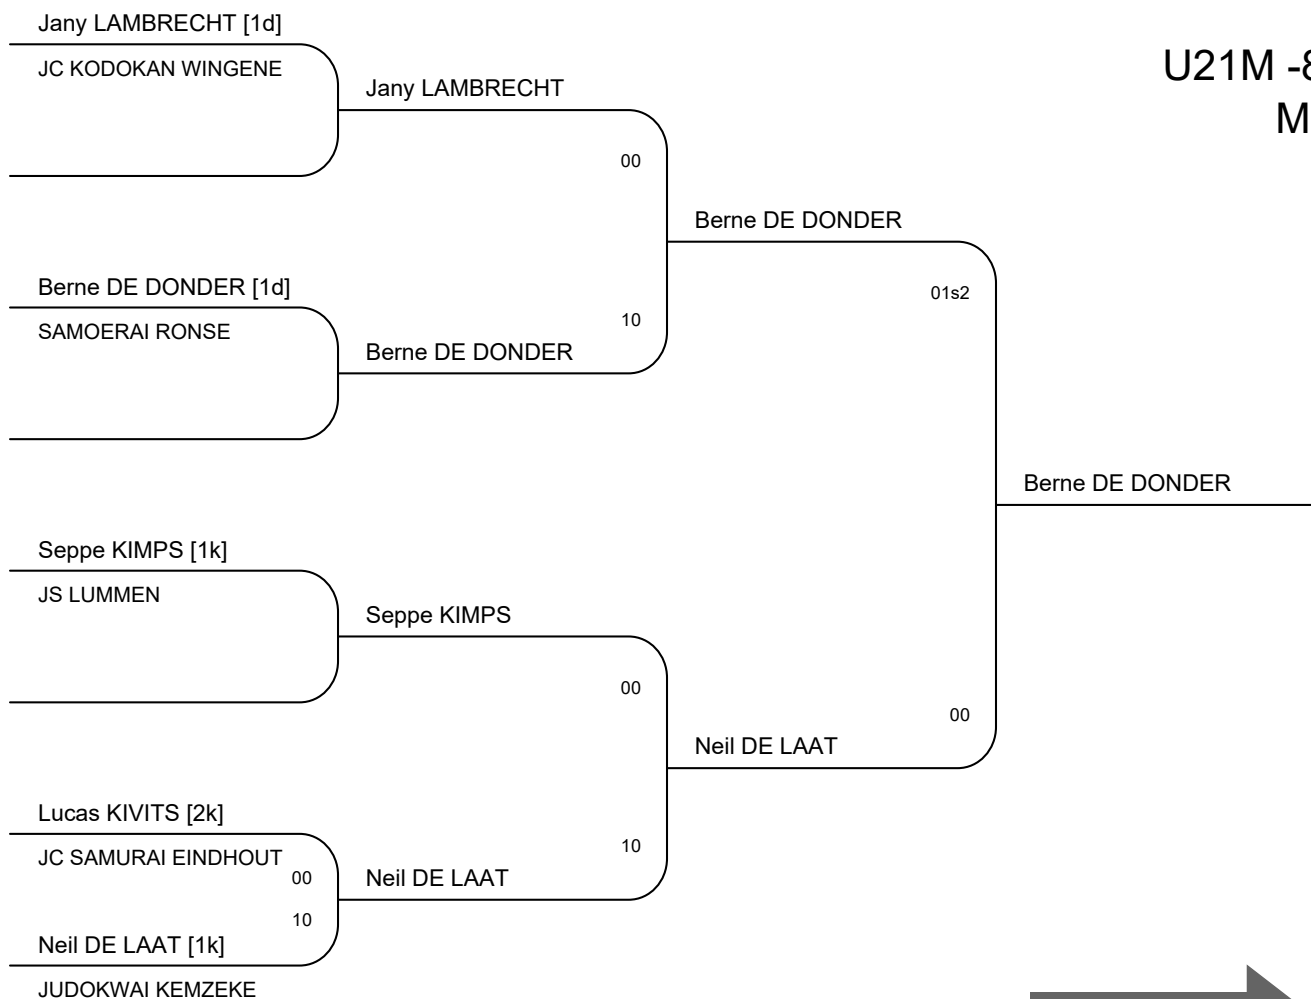 Jany LAMBRECHT [1d]
JC KODOKAN WINGENE
Jany LAMBRECHT
U21M -8
M
00
Berne DE DONDER
Berne DE DONDER [1d]
SAMOERAI RONSE
01s2
10
Berne DE DONDER
Berne DE DONDER
Seppe KIMPS [1k]
JS LUMMEN
Seppe KIMPS
00
00
Neil DE LAAT
Lucas KIVITS [2k]
JC SAMURAI EINDHOUT
10
00
Neil DE LAAT
10
Neil DE LAAT [1k]
JUDOKWAI KEMZEKE